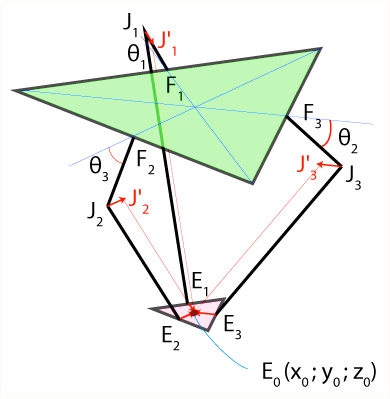 J₁
J'₁
θ₁
F₁
F₃
θ₂
F₂
θ₃
J'₃
J₃
J'₂
J₂
E₁
E₂
E₃
E₀ (x₀ ; y₀ ; z₀)